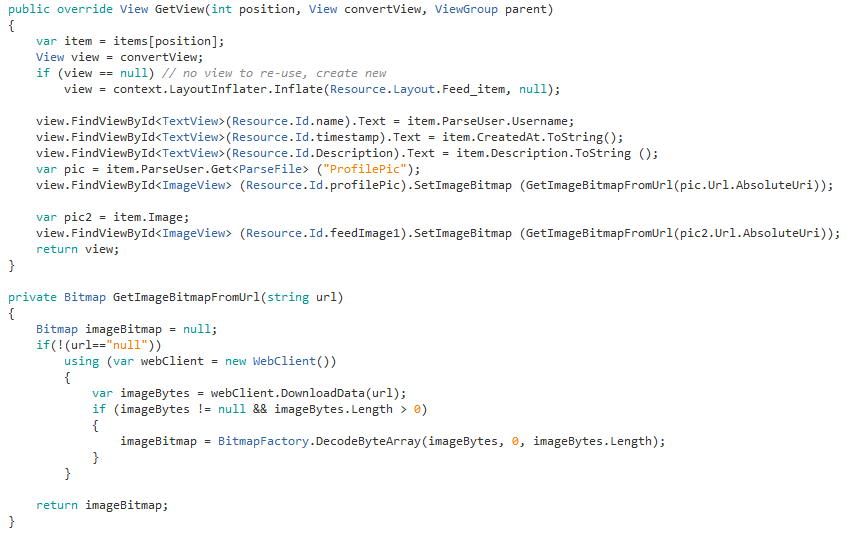 public override View GetView(int position, View convertView, ViewGroup parent)
{
    var item = items[position];
    View view = convertView;
    if (view == null) // no view to re-use, create new
        view = context.LayoutInflater.Inflate(Resource.Layout.Feed_item, null);

    view.FindViewById<TextView>(Resource.Id.name).Text = item.ParseUser.Username;
    view.FindViewById<TextView>(Resource.Id.timestamp).Text = item.CreatedAt.ToString();
    view.FindViewById<TextView>(Resource.Id.Description).Text = item.Description.ToString ();
    var pic = item.ParseUser.Get<ParseFile> ("ProfilePic");
    view.FindViewById<ImageView> (Resource.Id.profilePic).SetImageBitmap (GetImageBitmapFromUrl(pic.Url.AbsoluteUri));

    var pic2 = item.Image;
    view.FindViewById<ImageView> (Resource.Id.feedImage1).SetImageBitmap (GetImageBitmapFromUrl(pic2.Url.AbsoluteUri));
    return view;
}

private Bitmap GetImageBitmapFromUrl(string url)
{
    Bitmap imageBitmap = null;
    if(!(url=="null"))
        using (var webClient = new WebClient())
        {
            var imageBytes = webClient.DownloadData(url);
            if (imageBytes != null && imageBytes.Length > 0)
            {
                imageBitmap = BitmapFactory.DecodeByteArray(imageBytes, 0, imageBytes.Length);
            }
        }

    return imageBitmap;
}